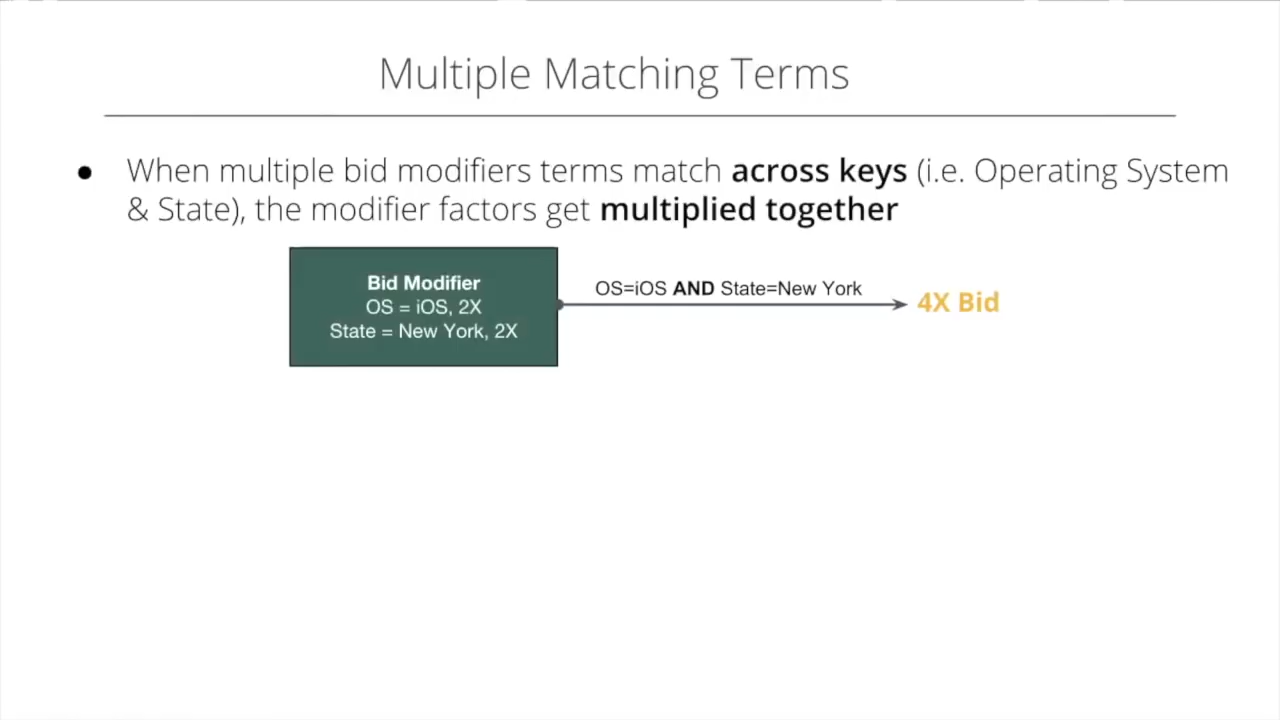 Multiple Matching Terms
● When multiple bid modifiers terms match across keys (i.e. Operating System
& State), the modifier factors get multiplied together
Bid Modifier
OS = iOS, 2X
State = New York, 2X
OS=iOS AND State=New York
4X Bid